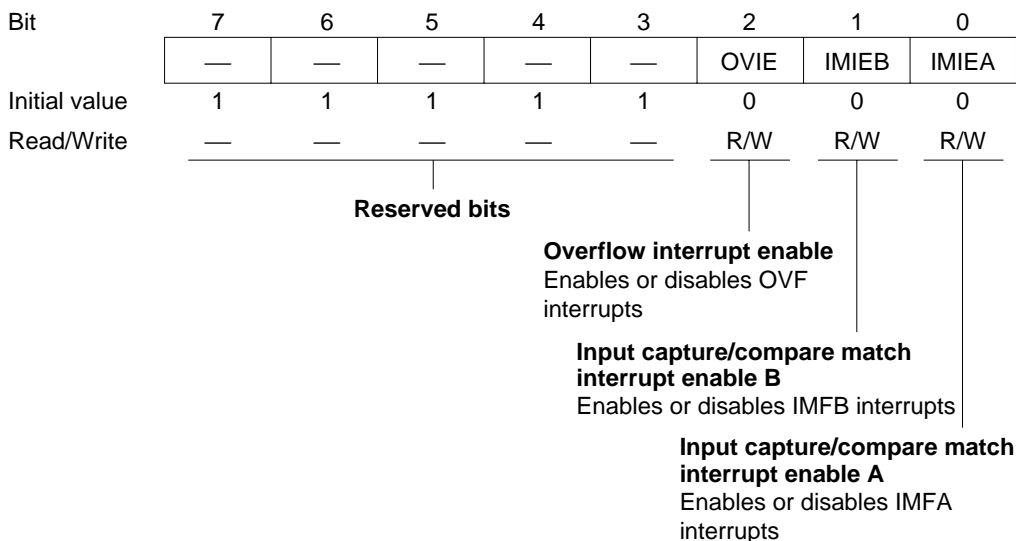 Bit 7 6 5 4 3 2 1 0
— — — — — OVIE IMIEB IMIEA
Initial value 1 1 1 1 1 0 0 0
Read/Write — — — — — R/W R/W R/W
Reserved bits
Overflow interrupt enable
Enables or disables OVF
interrupts
Input capture/compare match
interrupt enable B
Enables or disables IMFB interrupts
Input capture/compare match
interrupt enable A
Enables or disables IMFA
interrupts